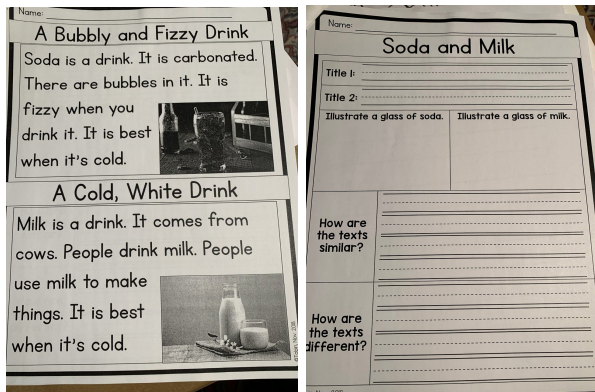 Name:
A Bubbly and Fizzy Drink
Soda is a drink. It is carbonated.
There are bubbles in it. It is
fizzy when you
drink it. It is best
when it's cold.
A Cold, White Drink
Milk is a drink. It comes from
cows. People drink milk. People
use milk to make
things. It is best
when it's cold.
Name:
Soda and Milk
Title 1:
Title 2:
Illustrate a glass of soda.
Illustrate a glass of milk.
How are
the texts
similar?
How are
the texts
different?